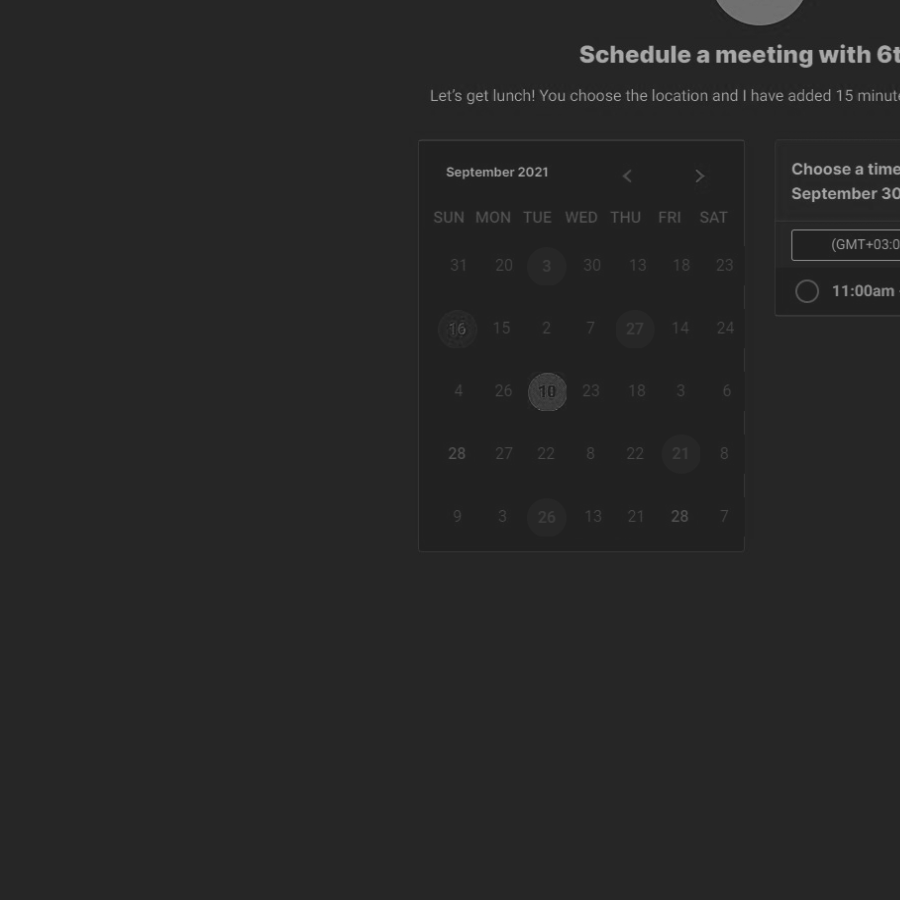 Schedule a meeting with 6t
Let's get lunch! You choose the location and I have added 15 minute
September 2021
SUN MON TUE WED THU FRI SAT
31 20 3 30 13 18 23
16 15 2 7 27 14 24
4 26 10 23 18 3 6
28 27 22 8 22 21 8
9 3 26 13 21 28 7
Choose a time
September 30
(GMT+03:0
11:00am